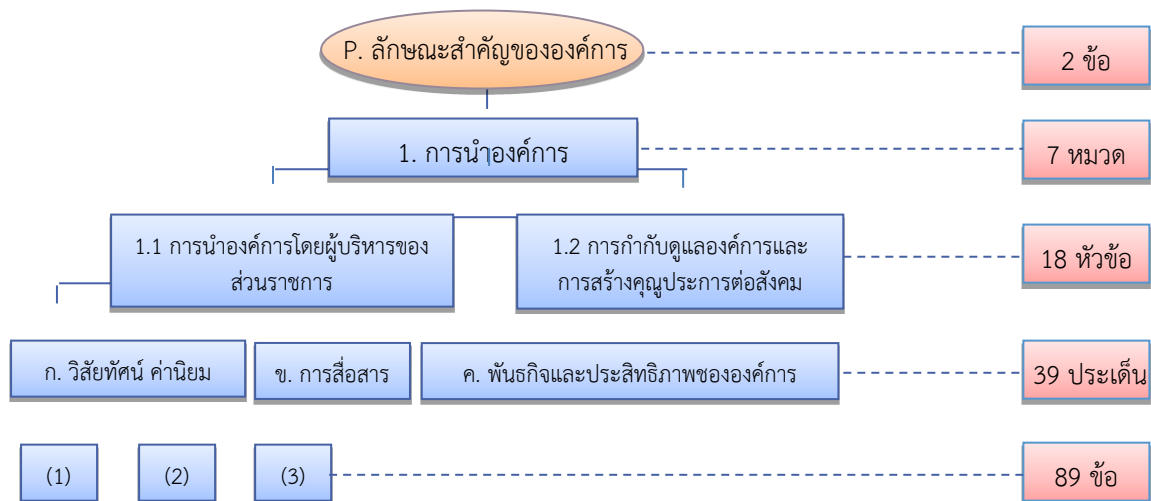 P. ลักษณะสำคัญขององค์การ
2 ข้อ
1. การนำองค์การ
7 หมวด
1.1 การนำองค์การโดยผู้บริหารของ
ส่วนราชการ
1.2 การกำกับดูแลองค์การและ
การสร้างคุณูประการต่อสังคม
18 หัวข้อ
ก. วิสัยทัศน์ ค่านิยม
ข. การสื่อสาร
ค. พันธกิจและประสิทธิภาพชององค์การ
39 ประเด็น
(1)
(2)
(3)
89 ข้อ